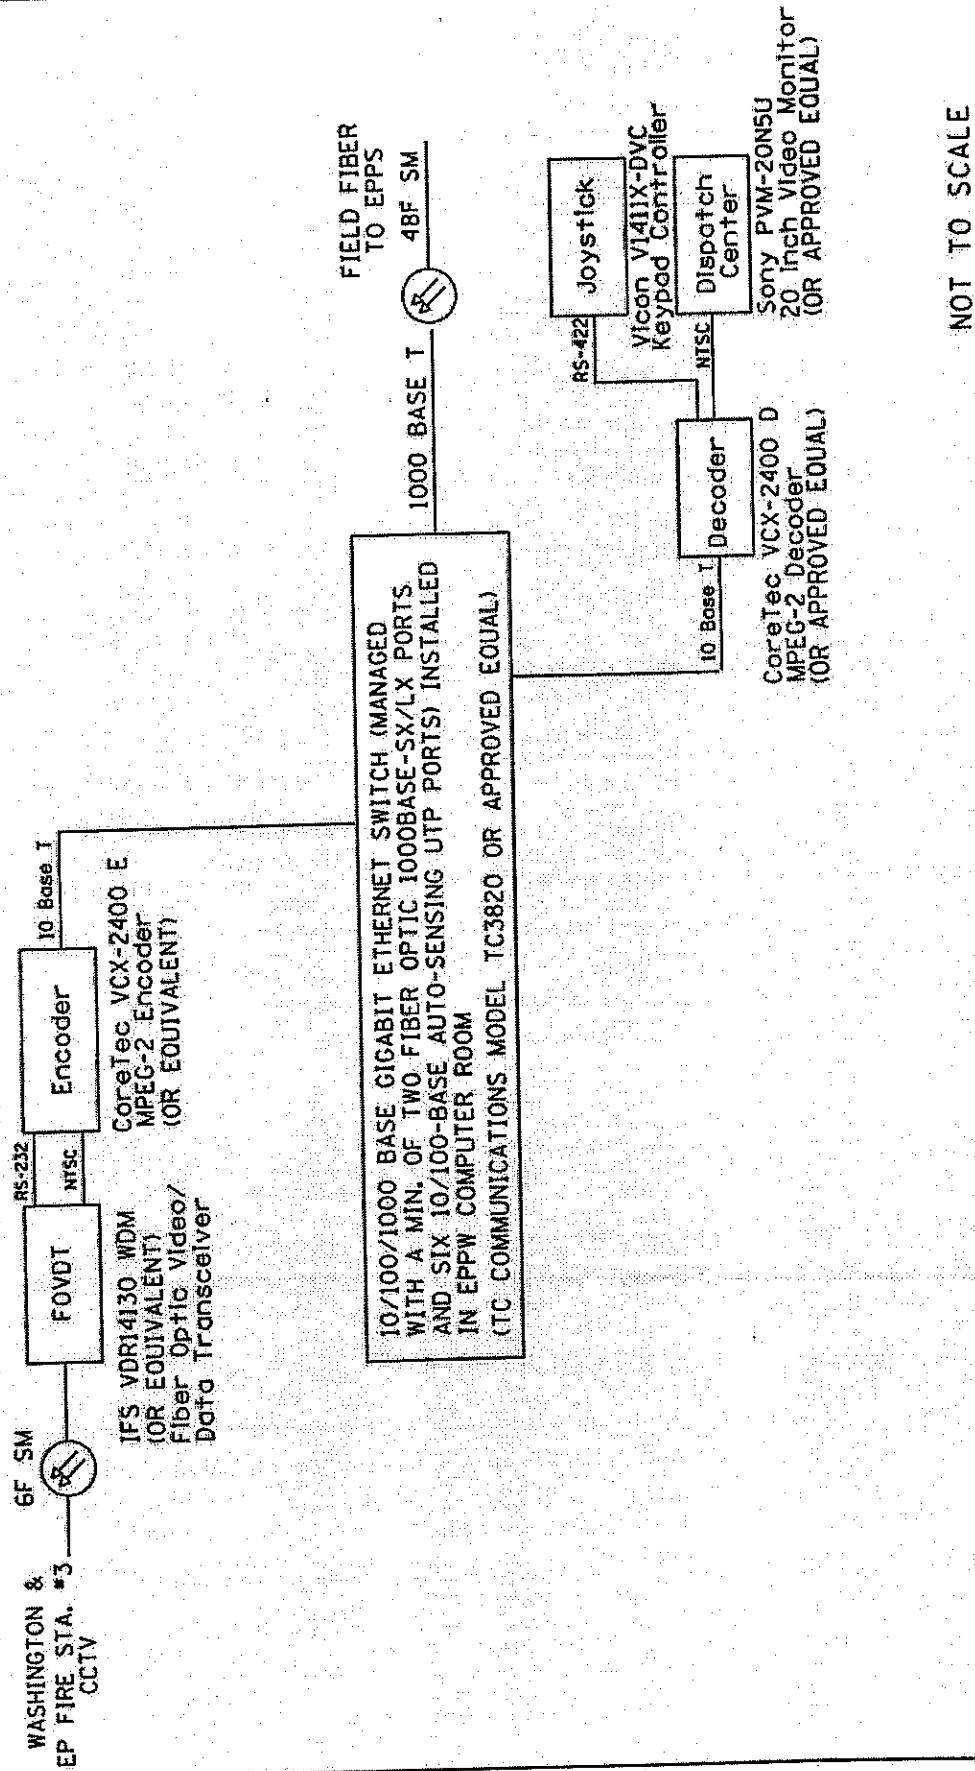 WASHINGTON &
EP FIRE STA. #3
CCTV
6F SM
FOVDT
IFS VDR14130 WDM
(OR EQUIVALENT)
Fiber Optic Video/
Data Transceiver
RS-232
NTSC
Encoder
CoreTec VCX-2400 E
MPEG-2 Encoder
(OR EQUIVALENT)
10 Base T
10/100/1000 BASE GIGABIT ETHERNET SWITCH (MANAGED
WITH A MIN. OF TWO FIBER OPTIC 1000BASE-SX/LX PORTS
AND SIX 10/100-BASE AUTO-SENSING UTP PORTS) INSTALLED
IN EPPW COMPUTER ROOM
(TC COMMUNICATIONS MODEL TC3820 OR APPROVED EQUAL)
1000 BASE T
FIELD FIBER
TO EPPS
48F SM
10 Base T
Decoder
CoreTec VCX-2400 D
MPEG-2 Decoder
(OR APPROVED EQUAL)
RS-422
NTSC
Joystick
Vicon V1411X-DVC
Keypad Controller
Dispatch
Center
Sony PVM-20N5U
20 Inch Video Monitor
(OR APPROVED EQUAL)
NOT TO SCALE